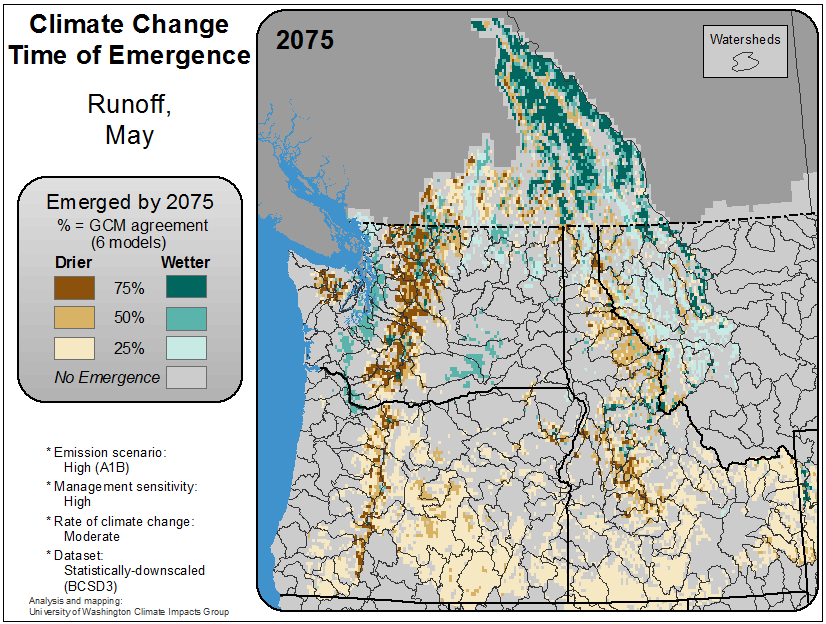 Climate Change
Time of Emergence
Runoff,
May
Emerged by 2075
% = GCM agreement
(6 models)
Drier Wetter
75%
50%
25%
No Emergence
* Emission scenario:
High (A1B)
* Management sensitivity:
High
* Rate of climate change:
Moderate
* Dataset:
Statistically-downscaled
(BCSD3)
Analysis and mapping:
University of Washington Climate Impacts Group
2075
Watersheds